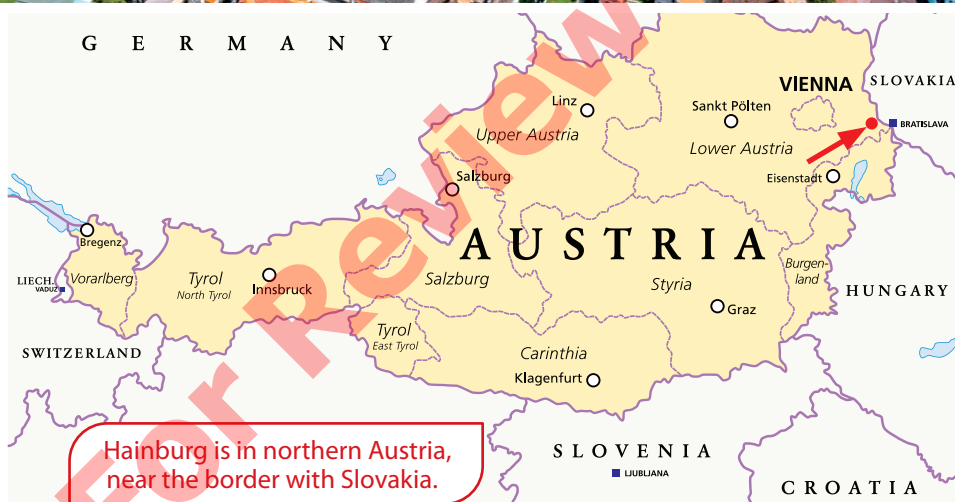 GERMANY
SLOVAKIA
VIENNA
Linz
Sankt Pölten
BRATISLAVA
Upper Austria
Lower Austria
Salzburg
Eisenstadt
AUSTRIA
Bregenz
Burgen-
land
LIECH.
VADUZ
Vorarlberg
Tyrol
North Tyrol
Innsbruck
Salzburg
Styria
HUNGARY
Graz
SWITZERLAND
Tyrol
East Tyrol
Carinthia
Klagenfurt
Hainburg is in northern Austria,
near the border with Slovakia.
SLOVENIA
LJUBLJANA
CROATIA
For Review